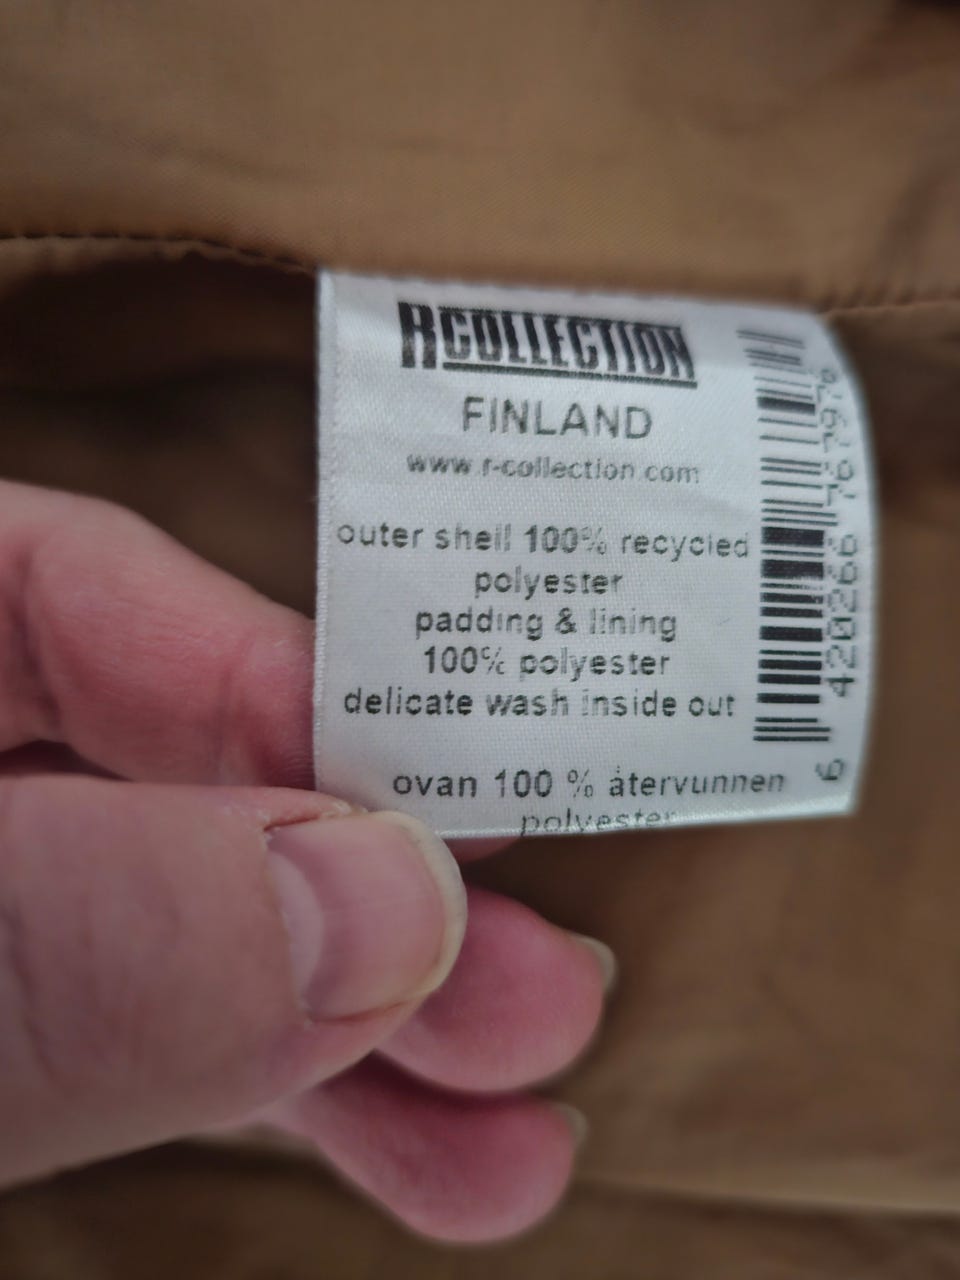 RCOLLECTION
FINLAND
www.r-collection.com
outer shell 100% recycled
polyester
padding & lining
100% polyester
delicate wash inside out
ovan 100 % återvunnen
polyester
6 420266 767976